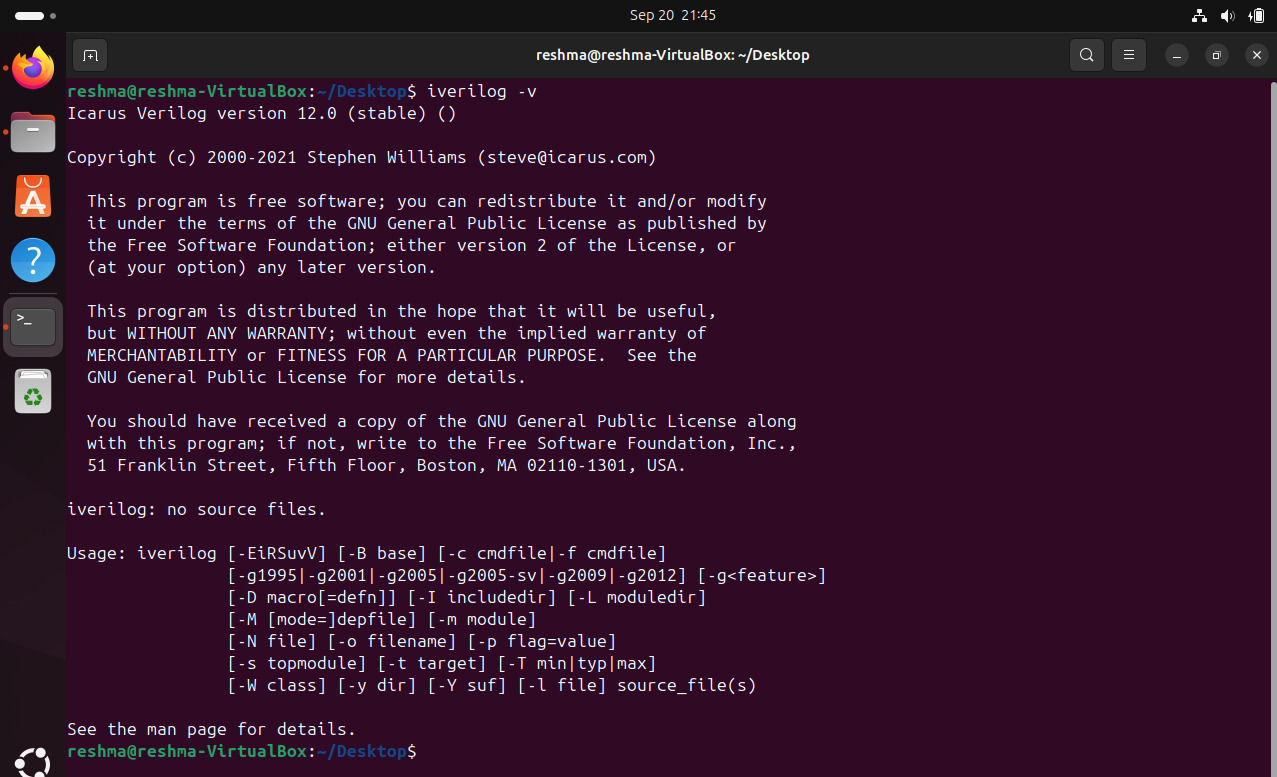 Sep 20 21:45
reshma@reshma-VirtualBox: ~/Desktop
reshma@reshma-VirtualBox:~/Desktop$ iverilog -v
Icarus Verilog version 12.0 (stable) ()

Copyright (c) 2000-2021 Stephen Williams (steve@icarus.com)

  This program is free software; you can redistribute it and/or modify
  it under the terms of the GNU General Public License as published by
  the Free Software Foundation; either version 2 of the License, or
  (at your option) any later version.

  This program is distributed in the hope that it will be useful,
  but WITHOUT ANY WARRANTY; without even the implied warranty of
  MERCHANTABILITY or FITNESS FOR A PARTICULAR PURPOSE.  See the
  GNU General Public License for more details.

  You should have received a copy of the GNU General Public License along
  with this program; if not, write to the Free Software Foundation, Inc.,
  51 Franklin Street, Fifth Floor, Boston, MA 02110-1301, USA.

iverilog: no source files.

Usage: iverilog [-EiRSuvV] [-B base] [-c cmdfile|-f cmdfile]
                [-g1995|-g2001|-g2005|-g2005-sv|-g2009|-g2012] [-g<feature>]
                [-D macro[=defn]] [-I includedir] [-L moduledir]
                [-M [mode=]depfile] [-m module]
                [-N file] [-o filename] [-p flag=value]
                [-s topmodule] [-t target] [-T min|typ|max]
                [-W class] [-y dir] [-Y suf] [-l file] source_file(s)

See the man page for details.
reshma@reshma-VirtualBox:~/Desktop$